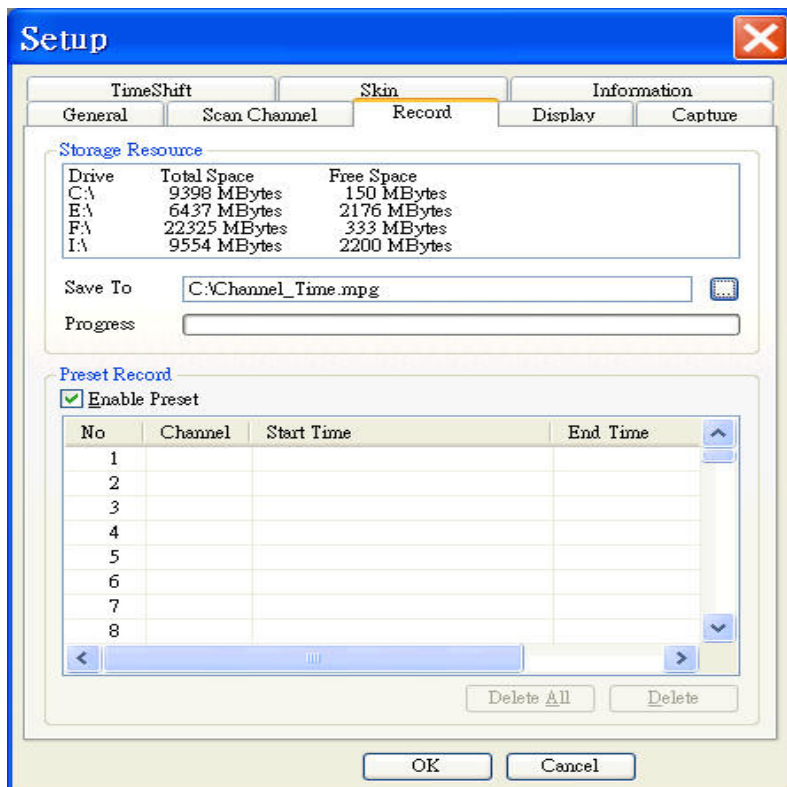 Setup
TimeShift Skin Information
General Scan Channel Record Display Capture
Storage Resource
Drive Total Space Free Space
C:\ 9398 MBytes 150 MBytes
E:\ 6437 MBytes 2176 MBytes
F:\ 22325 MBytes 333 MBytes
I:\ 9554 MBytes 2200 MBytes
Save To C:\Channel_Time.mpg ...
Progress
Preset Record
Enable Preset
No Channel Start Time End Time
1
2
3
4
5
6
7
8
Delete All Delete
OK Cancel